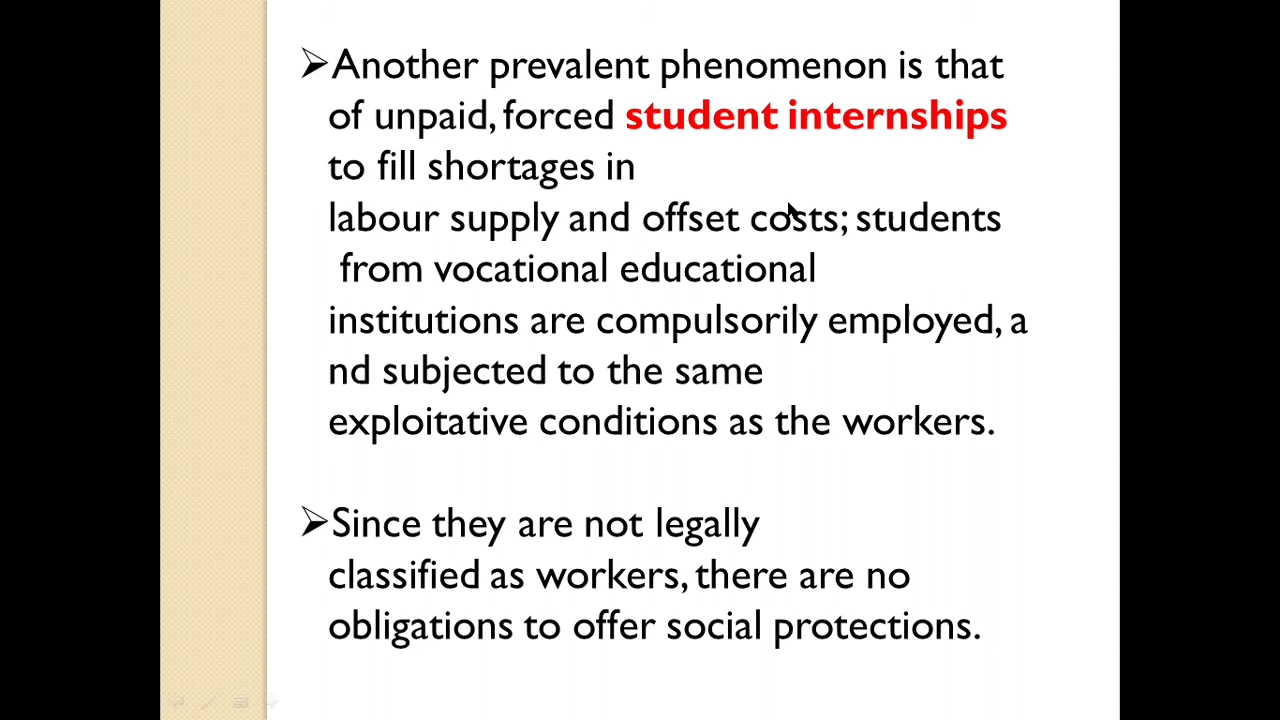 ➢Another prevalent phenomenon is that
of unpaid, forced student internships
to fill shortages in
labour supply and offset costs; students
from vocational educational
institutions are compulsorily employed, a
nd subjected to the same
exploitative conditions as the workers.
➢Since they are not legally
classified as workers, there are no
obligations to offer social protections.